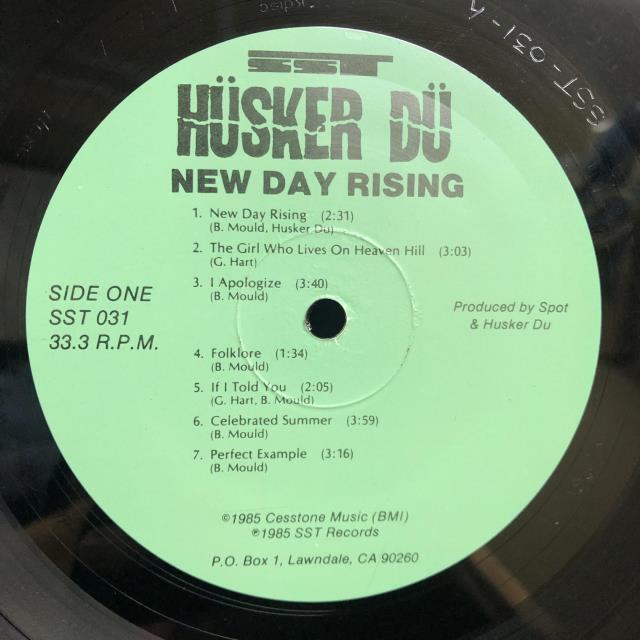 SST
HÜSKER DÜ
NEW DAY RISING
1. New Day Rising (2:31)
(B. Mould, Husker Du)
2. The Girl Who Lives On Heaven Hill (3:03)
(G. Hart)
3. I Apologize (3:40)
(B. Mould)
SIDE ONE
SST 031
33.3 R.P.M.
Produced by Spot
& Husker Du
4. Folklore (1:34)
(B. Mould)
5. If I Told You (2:05)
(G. Hart, B. Mould)
6. Celebrated Summer (3:59)
(B. Mould)
7. Perfect Example (3:16)
(B. Mould)
©1985 Cesstone Music (BMI)
℗1985 SST Records
P.O. Box 1, Lawndale, CA 90260
SST-031-A